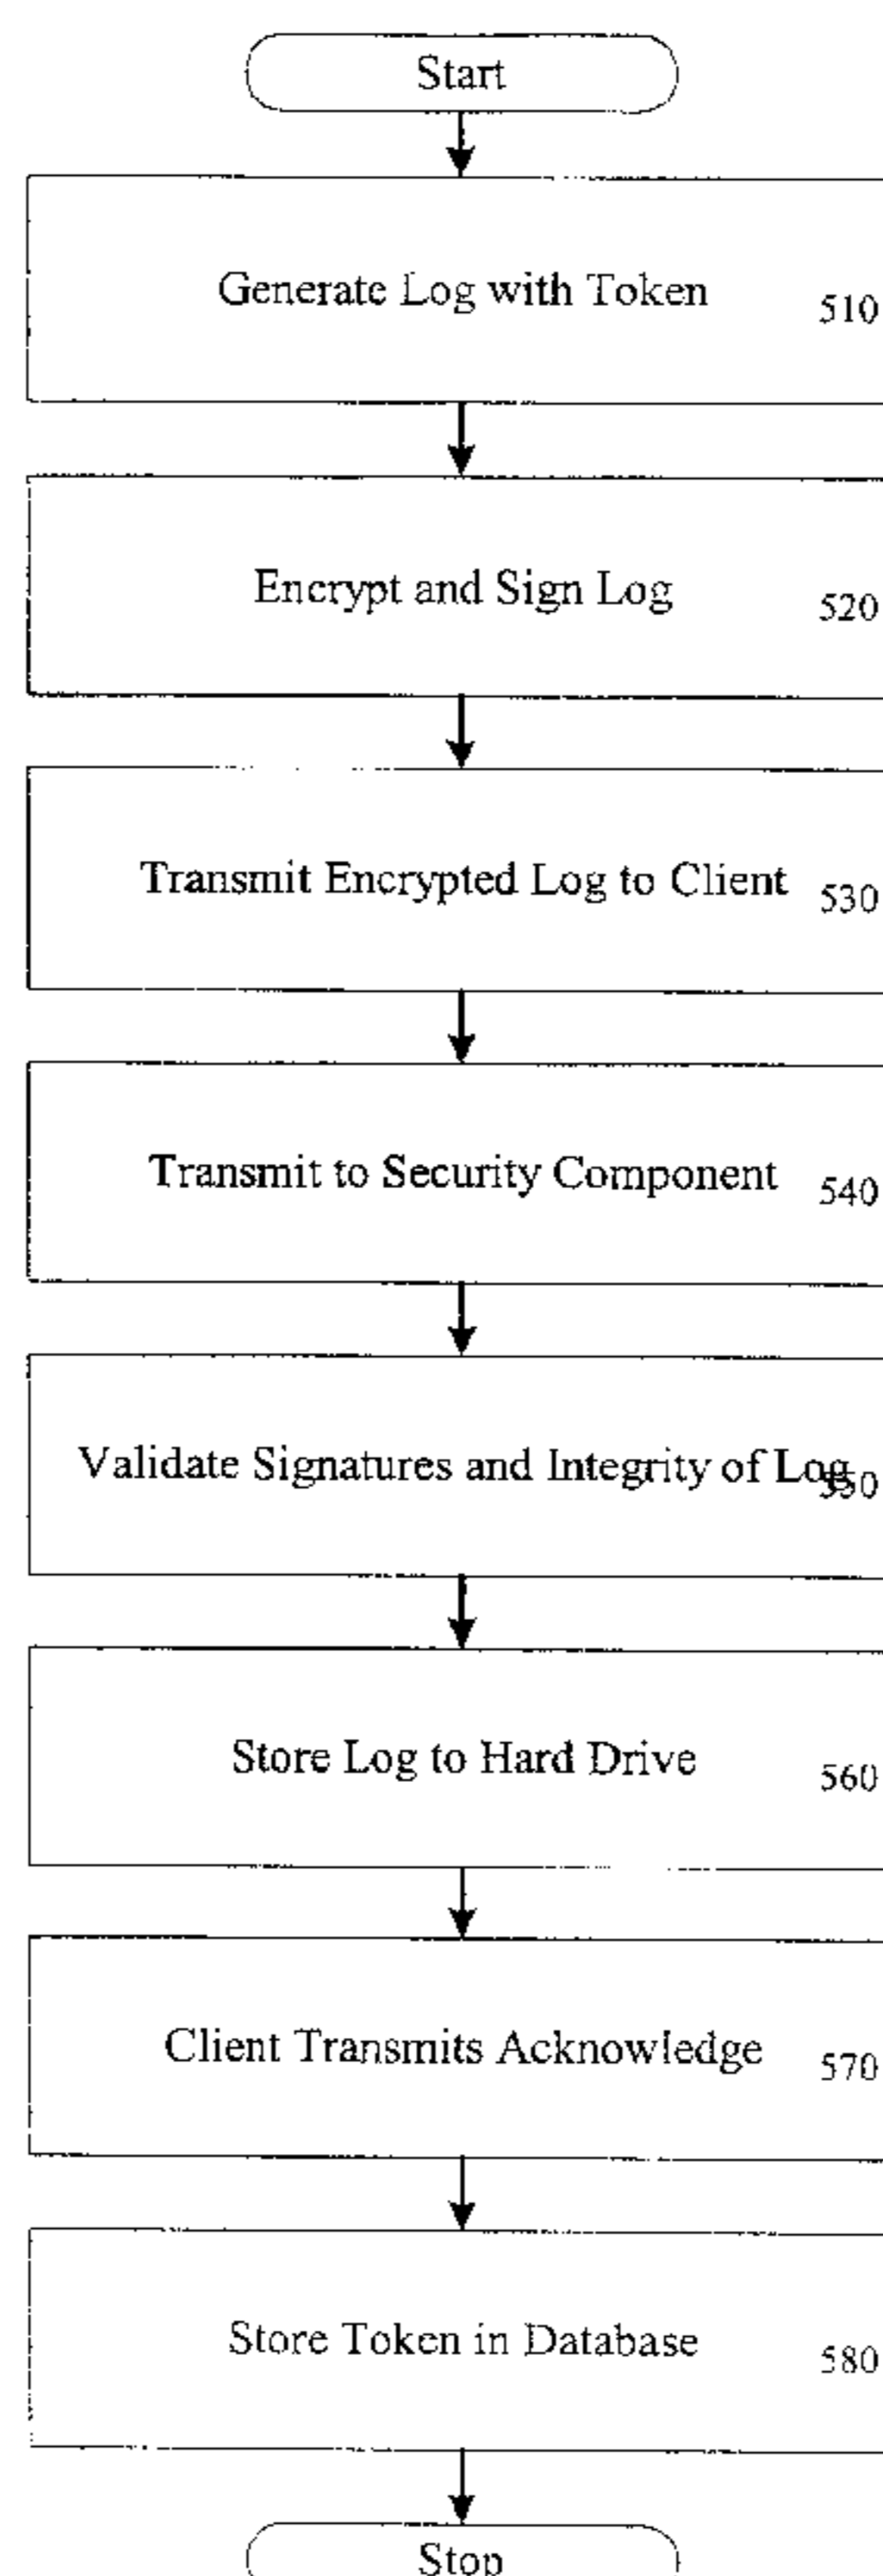 Start
Generate Log with Token
510
Encrypt and Sign Log
520
Transmit Encrypted Log to Client
530
Transmit to Security Component
540
Validate Signatures and Integrity of Log
550
Store Log to Hard Drive
560
Client Transmits Acknowledge
570
Store Token in Database
580
Stop